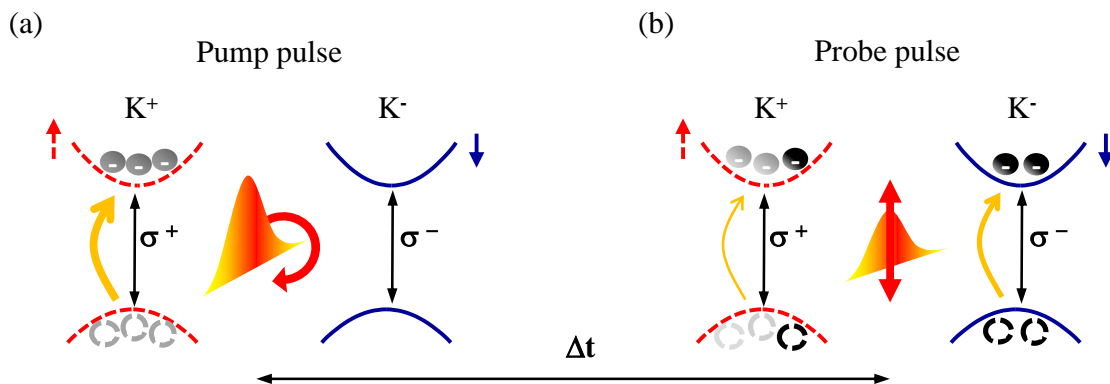 (a)
Pump pulse
K⁺
K⁻
σ⁺
σ⁻
(b)
Probe pulse
K⁺
K⁻
σ⁺
σ⁻
Δt